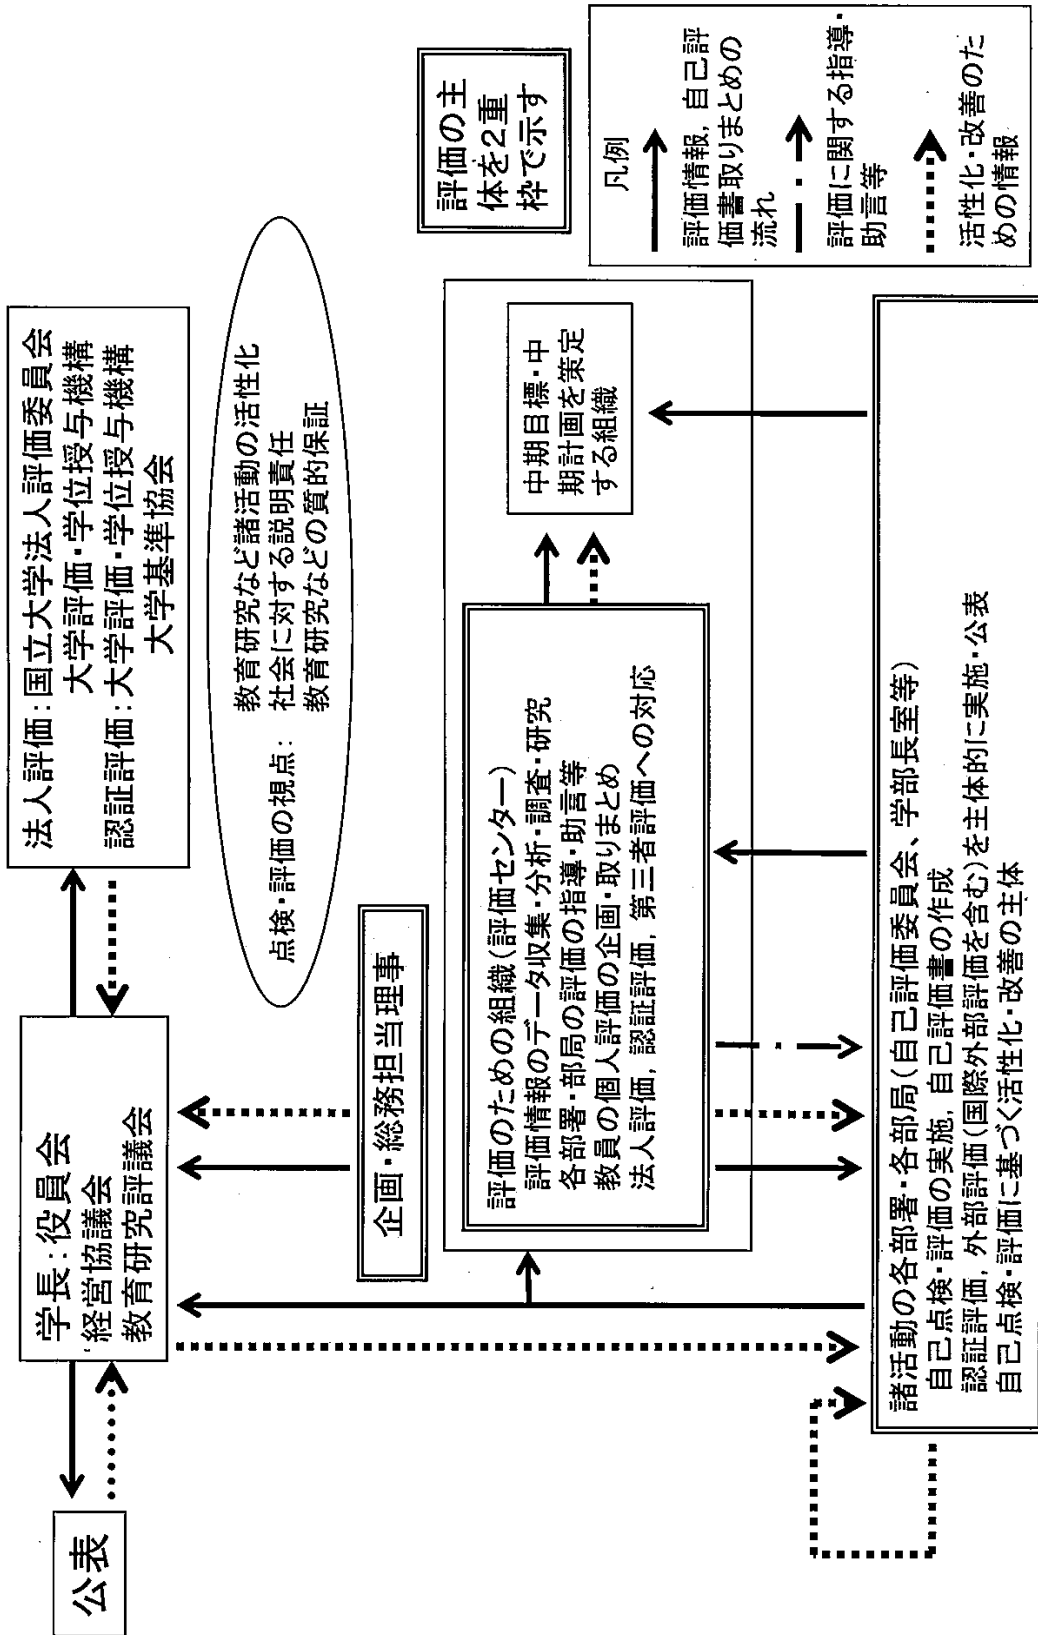 公表
学長：役員会
経営協議会
教育研究評議会
法人評価：国立大学法人評価委員会
大学評価・学位授与機構
認証評価：大学評価・学位授与機構
大学基準協会
点検・評価の視点：
教育研究など諸活動の活性化
社会に対する説明責任
教育研究などの質的保証
企画・総務担当理事
評価のための組織（評価センター）
評価情報のデータ収集・分析・調査・研究
各部署・部局の評価の指導・助言等
教員の個人評価の企画・取りまとめ
法人評価，認証評価，第三者評価への対応
中期目標・中
期計画を策定
する組織
評価の主
体を2重
枠で示す
凡例
評価情報，自己評
価書取りまとめの
流れ
評価に関する指導・
助言等
活性化・改善のた
めの情報
諸活動の各部署・各部局（自己評価委員会、学部長室等）
自己点検・評価の実施，自己評価書の作成
認証評価，外部評価（国際外部評価を含む）を主体的に実施・公表
自己点検・評価に基づく活性化・改善の主体